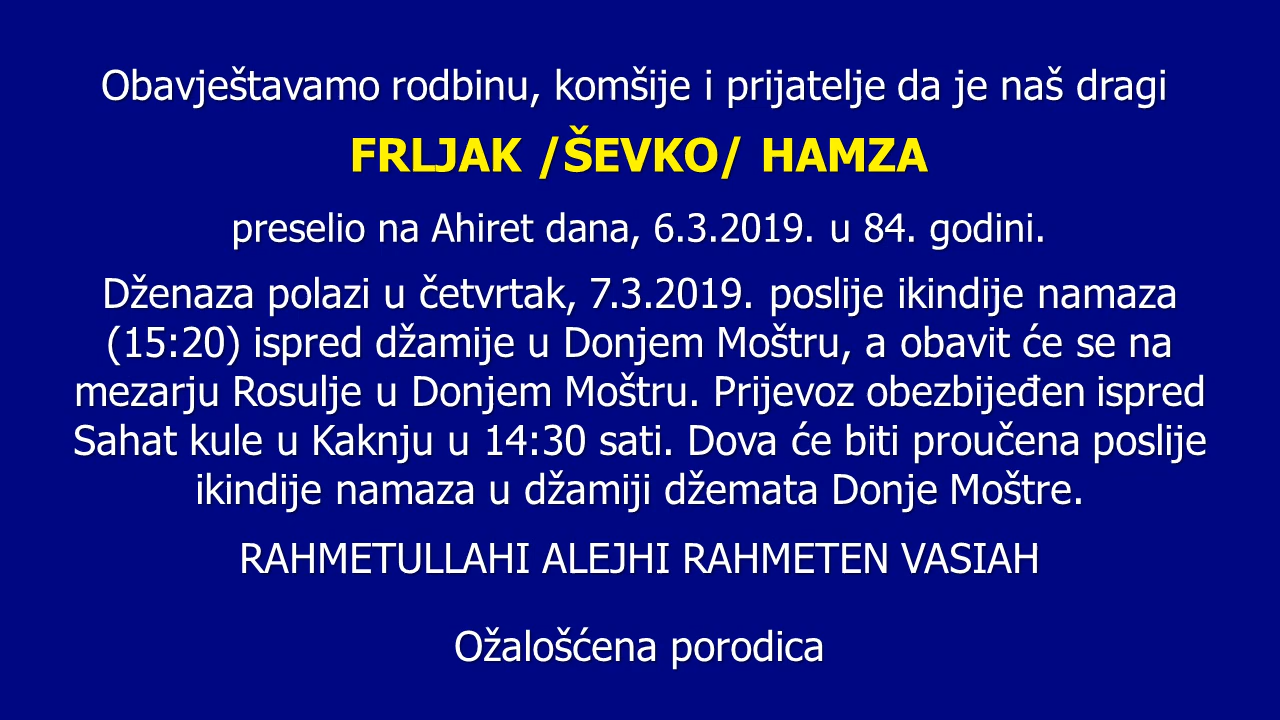 Obavještavamo rodbinu, komšije i prijatelje da je naš dragi
FRLJAK /ŠEVKO/ HAMZA
preselio na Ahiret dana, 6.3.2019. u 84. godini.
Dženaza polazi u četvrtak, 7.3.2019. poslije ikindije namaza
(15:20) ispred džamije u Donjem Moštru, a obavit će se na
mezarju Rosulje u Donjem Moštru. Prijevoz obezbijeđen ispred
Sahat kule u Kaknju u 14:30 sati. Dova će biti proučena poslije
ikindije namaza u džamiji džemata Donje Moštre.
RAHMETULLAHI ALEJHI RAHMETEN VASIAH
Ožalošćena porodica